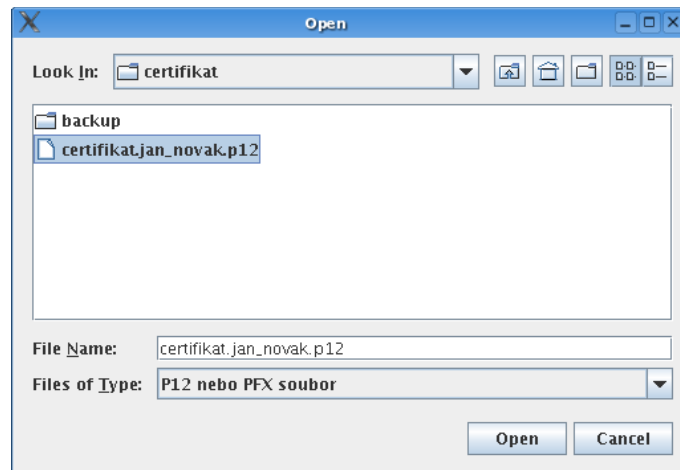 Open
Look In: certifikat
backup
certifikat.jan_novak.p12
File Name: certifikat.jan_novak.p12
Files of Type: P12 nebo PFX soubor
Open Cancel